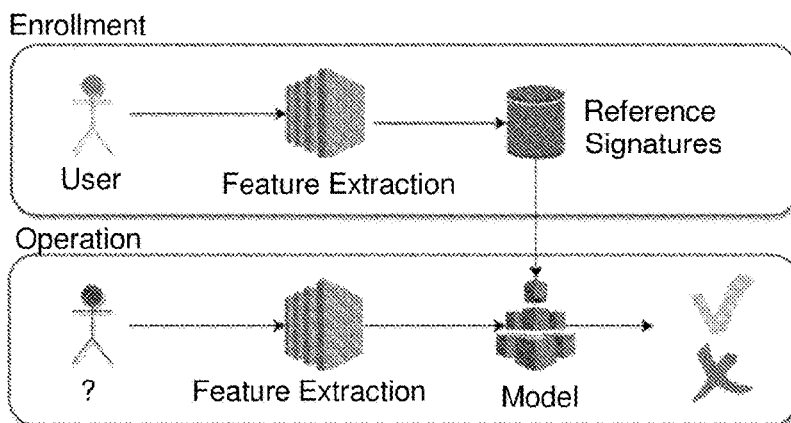 Enrollment
User
Feature Extraction
Reference
Signatures
Operation
?
Feature Extraction
Model